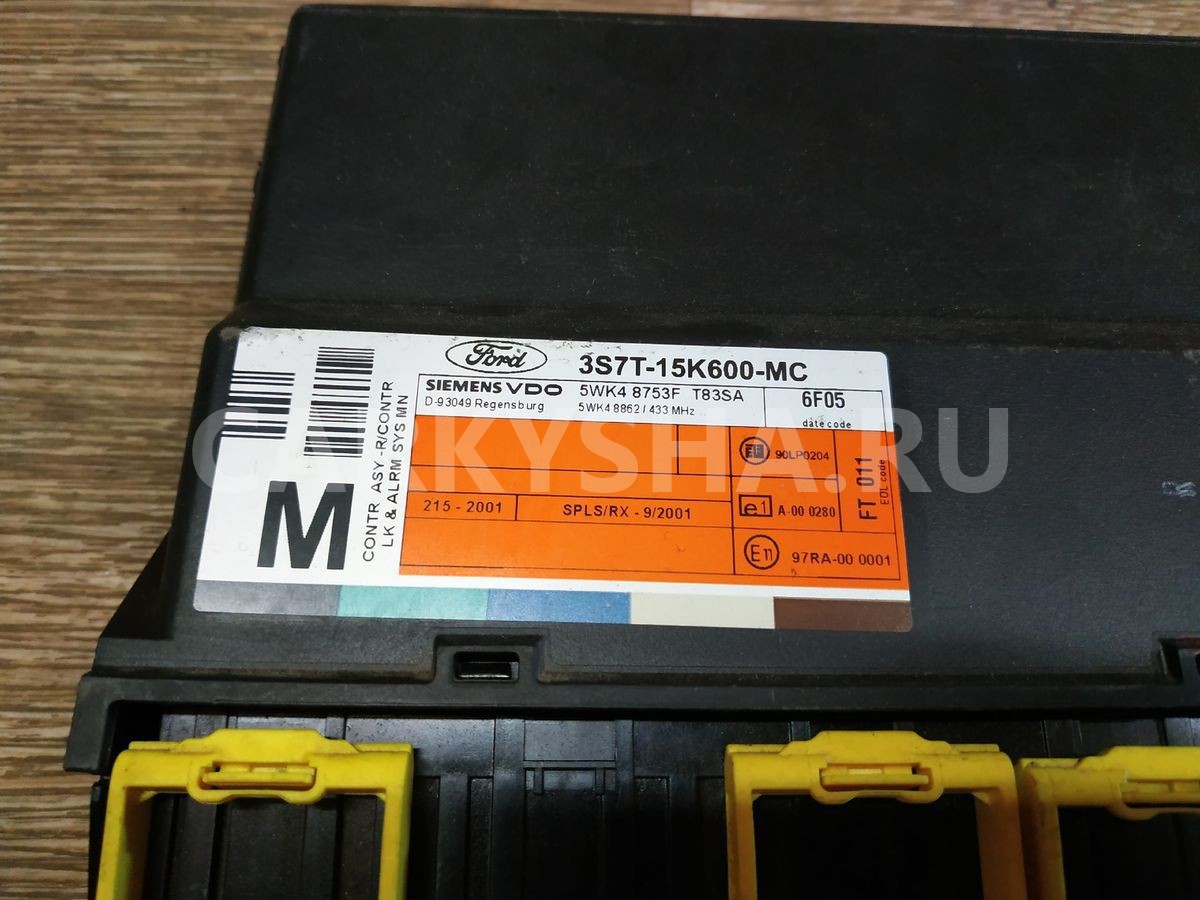 Ford
3S7T-15K600-MC
SIEMENS VDO
5WK4 8753F T83SA
6F05
D-93049 Regensburg
5WK4 8862 / 433 MHz
date code
90LP0204
215 - 2001
SPLS/RX - 9/2001
e1
A-00 0280
E11
97RA-00 0001
FT 011
EOL code
M
CONTR ASY -R/CONTR
LK & ALRM SYS MN
CARKYSHA.RU